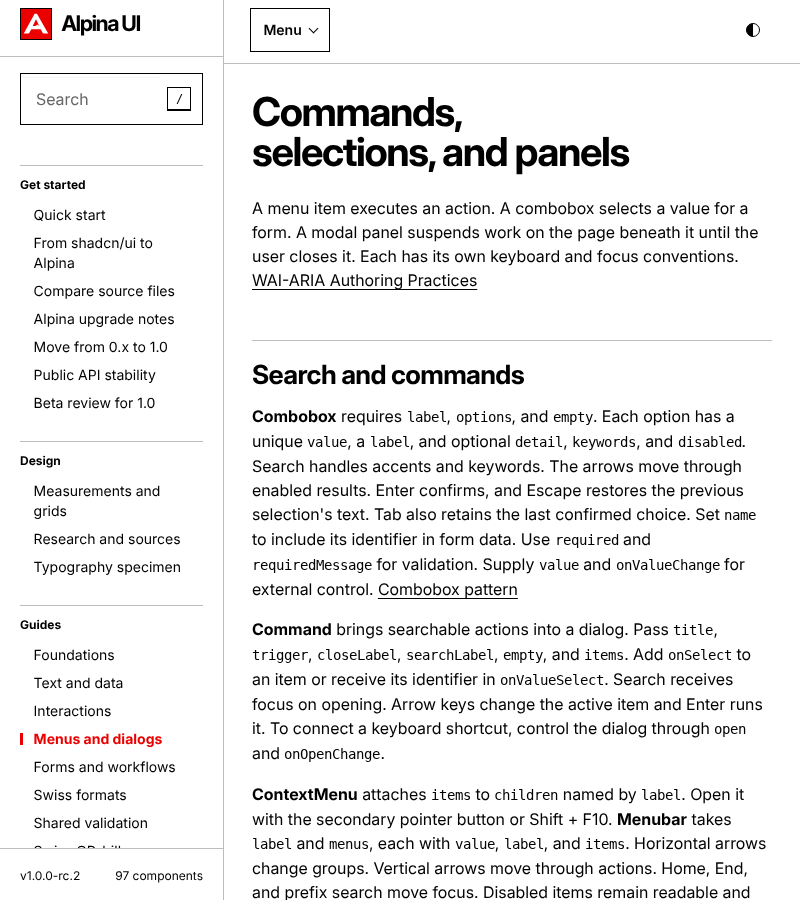 Alpina UI
Menu
Search
/
Get started
Quick start
From shadcn/ui to
Alpina
Compare source files
Alpina upgrade notes
Move from 0.x to 1.0
Public API stability
Beta review for 1.0
Design
Measurements and
grids
Research and sources
Typography specimen
Guides
Foundations
Text and data
Interactions
Menus and dialogs
Forms and workflows
Swiss formats
Shared validation
v1.0.0-rc.2
97 components
Commands,
selections, and panels
A menu item executes an action. A combobox selects a value for a
form. A modal panel suspends work on the page beneath it until the
user closes it. Each has its own keyboard and focus conventions.
WAI-ARIA Authoring Practices
Search and commands
Combobox requires label, options, and empty. Each option has a
unique value, a label, and optional detail, keywords, and disabled.
Search handles accents and keywords. The arrows move through
enabled results. Enter confirms, and Escape restores the previous
selection's text. Tab also retains the last confirmed choice. Set name
to include its identifier in form data. Use required and
requiredMessage for validation. Supply value and onValueChange for
external control. Combobox pattern
Command brings searchable actions into a dialog. Pass title,
trigger, closeLabel, searchLabel, empty, and items. Add onSelect to
an item or receive its identifier in onValueSelect. Search receives
focus on opening. Arrow keys change the active item and Enter runs
it. To connect a keyboard shortcut, control the dialog through open
and onOpenChange.
ContextMenu attaches items to children named by label. Open it
with the secondary pointer button or Shift + F10. Menubar takes
label and menus, each with value, label, and items. Horizontal arrows
change groups. Vertical arrows move through actions. Home, End,
and prefix search move focus. Disabled items remain readable and